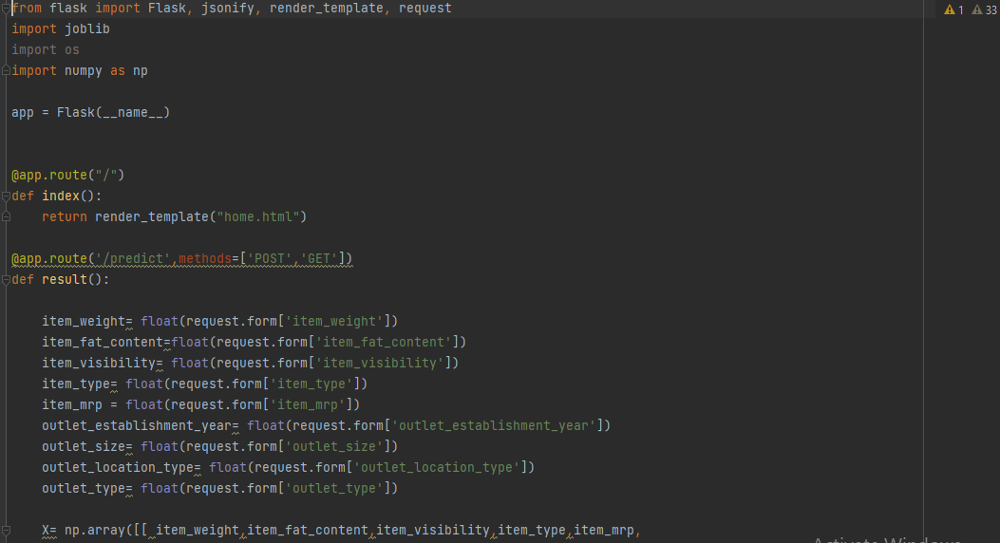 from flask import Flask, jsonify, render_template, request
import joblib
import os
import numpy as np
app = Flask(__name__)
@app.route("/")
def index():
    return render_template("home.html")
@app.route('/predict',methods=['POST','GET'])
def result():
    item_weight= float(request.form['item_weight'])
    item_fat_content=float(request.form['item_fat_content'])
    item_visibility= float(request.form['item_visibility'])
    item_type= float(request.form['item_type'])
    item_mrp = float(request.form['item_mrp'])
    outlet_establishment_year= float(request.form['outlet_establishment_year'])
    outlet_size= float(request.form['outlet_size'])
    outlet_location_type= float(request.form['outlet_location_type'])
    outlet_type= float(request.form['outlet_type'])
    X= np.array([[ item_weight,item_fat_content,item_visibility,item_type,item_mrp,
1 33
Activate Windows